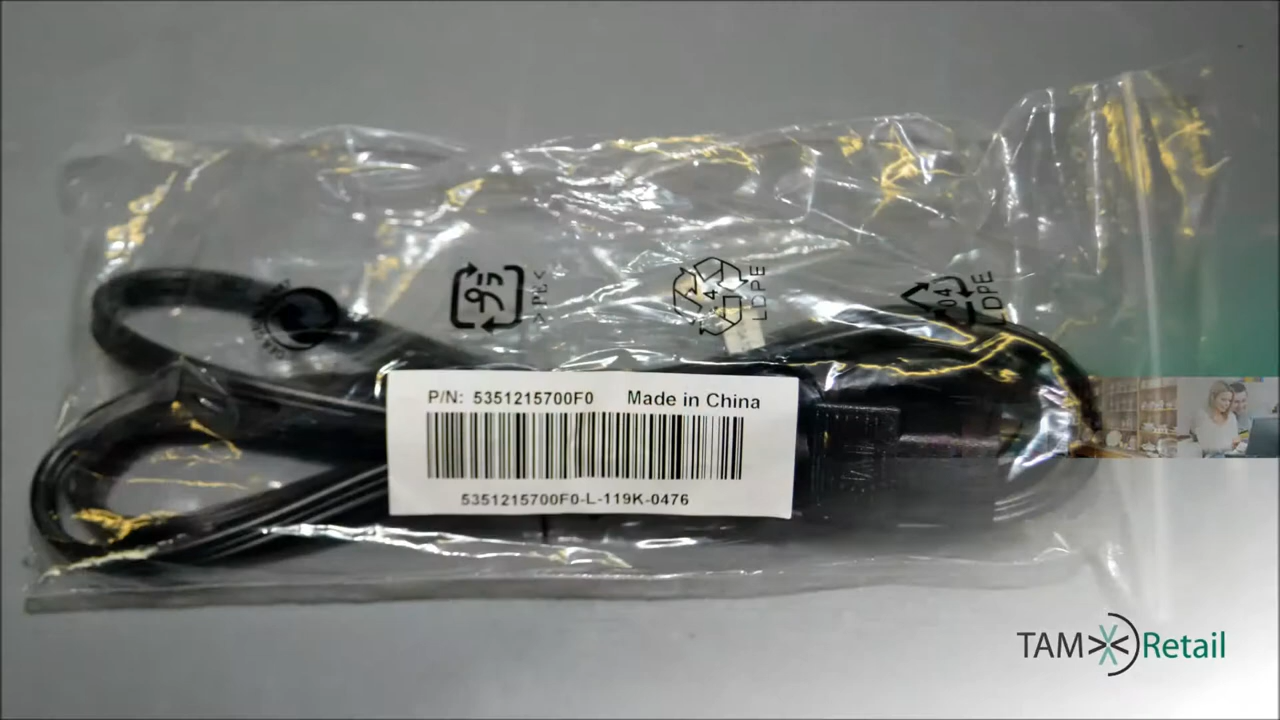 P/N: 5351215700F0 Made in China
5351215700F0-L-119K-0476
LDPE
LDPE
TAM Retail